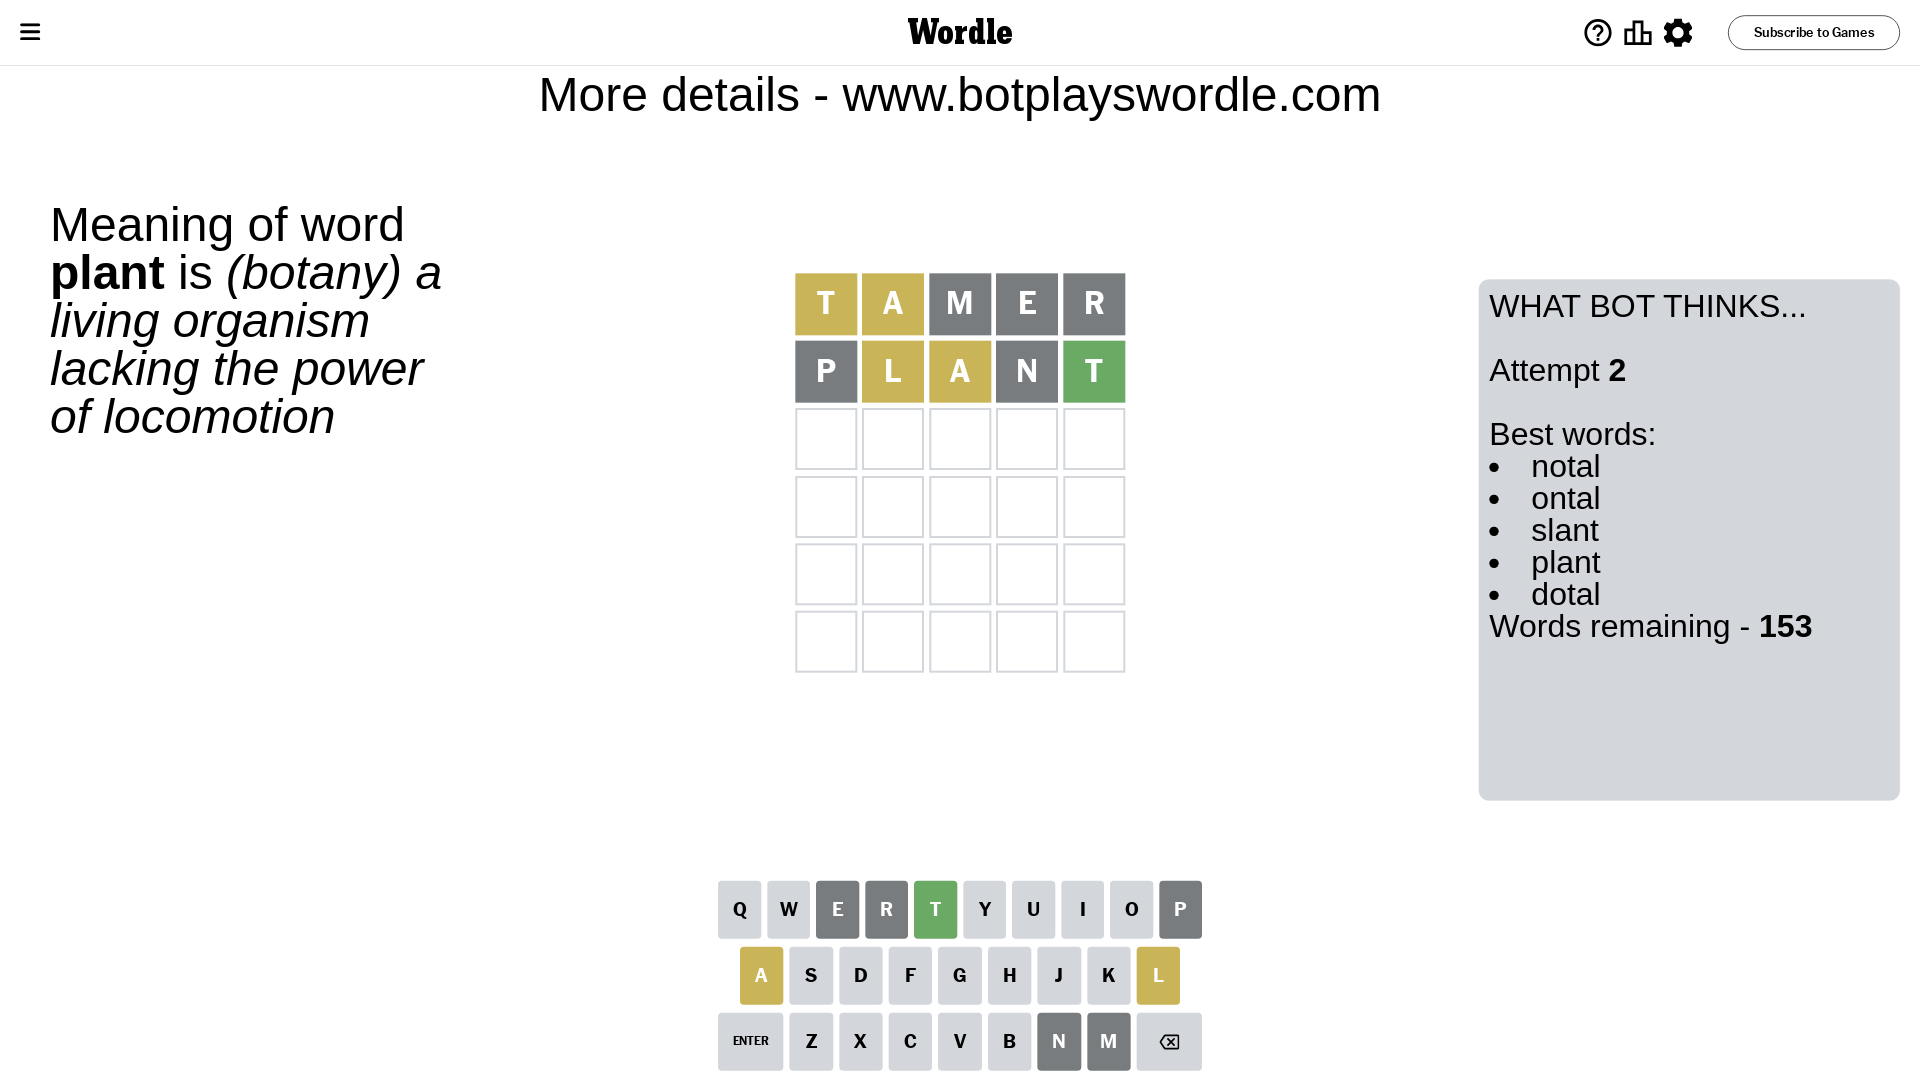 Wordle
Subscribe to Games
More details - www.botplayswordle.com
Meaning of word
plant is (botany) a
living organism
lacking the power
of locomotion
T A M E R
P L A N T
WHAT BOT THINKS...
Attempt 2
Best words:
• notal
• ontal
• slant
• plant
• dotal
Words remaining - 153
Q W E R T Y U I O P
A S D F G H J K L
ENTER Z X C V B N M